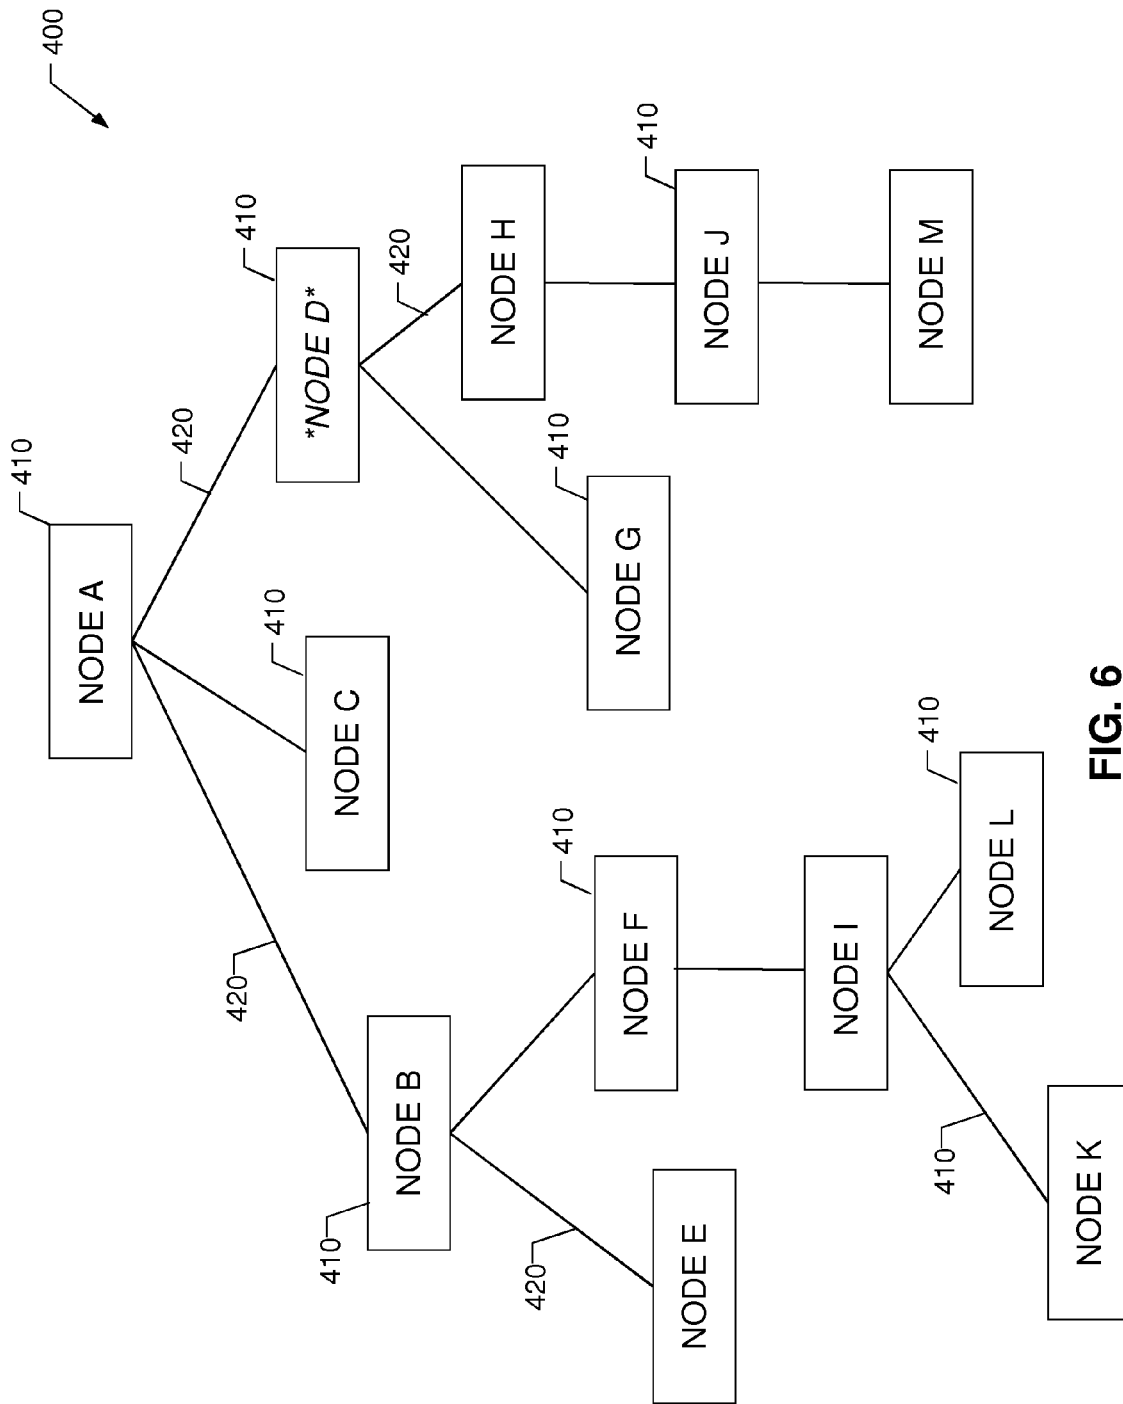 400
410
NODE A
420
410
*NODE D*
410
NODE C
420
NODE H
420
410
NODE B
410
NODE G
410
NODE J
410
NODE F
420
NODE E
NODE M
NODE I
410
NODE L
410
NODE K
FIG. 6